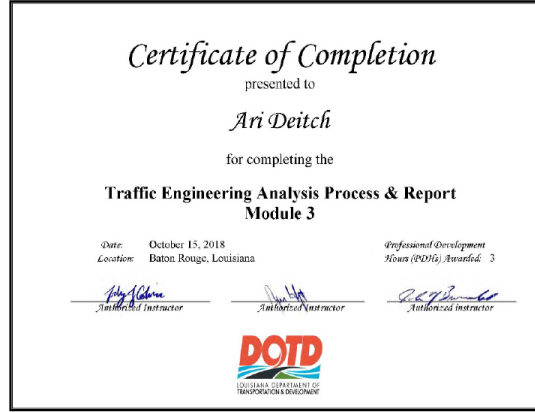 Certificate of Completion
presented to
Ari Deitch
for completing the
Traffic Engineering Analysis Process & Report
Module 3
Date: October 15, 2018
Location: Baton Rouge, Louisiana
Professional Development
Hours (PDHs) Awarded: 3
Authorized Instructor
Authorized Instructor
Authorized instructor
DOTD
LOUISIANA DEPARTMENT OF
TRANSPORTATION & DEVELOPMENT